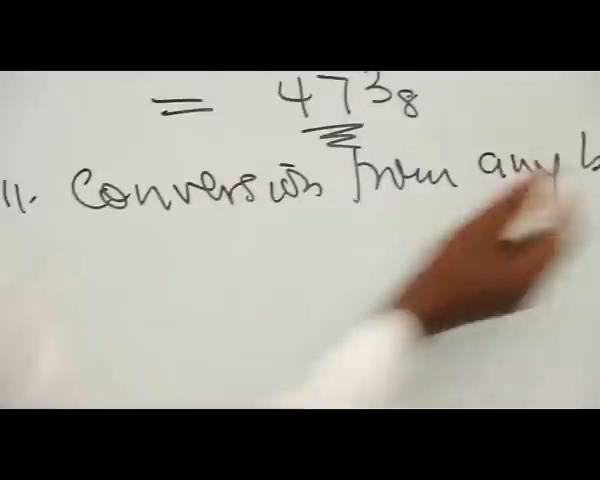 = 473₈
11. Conversion from any b